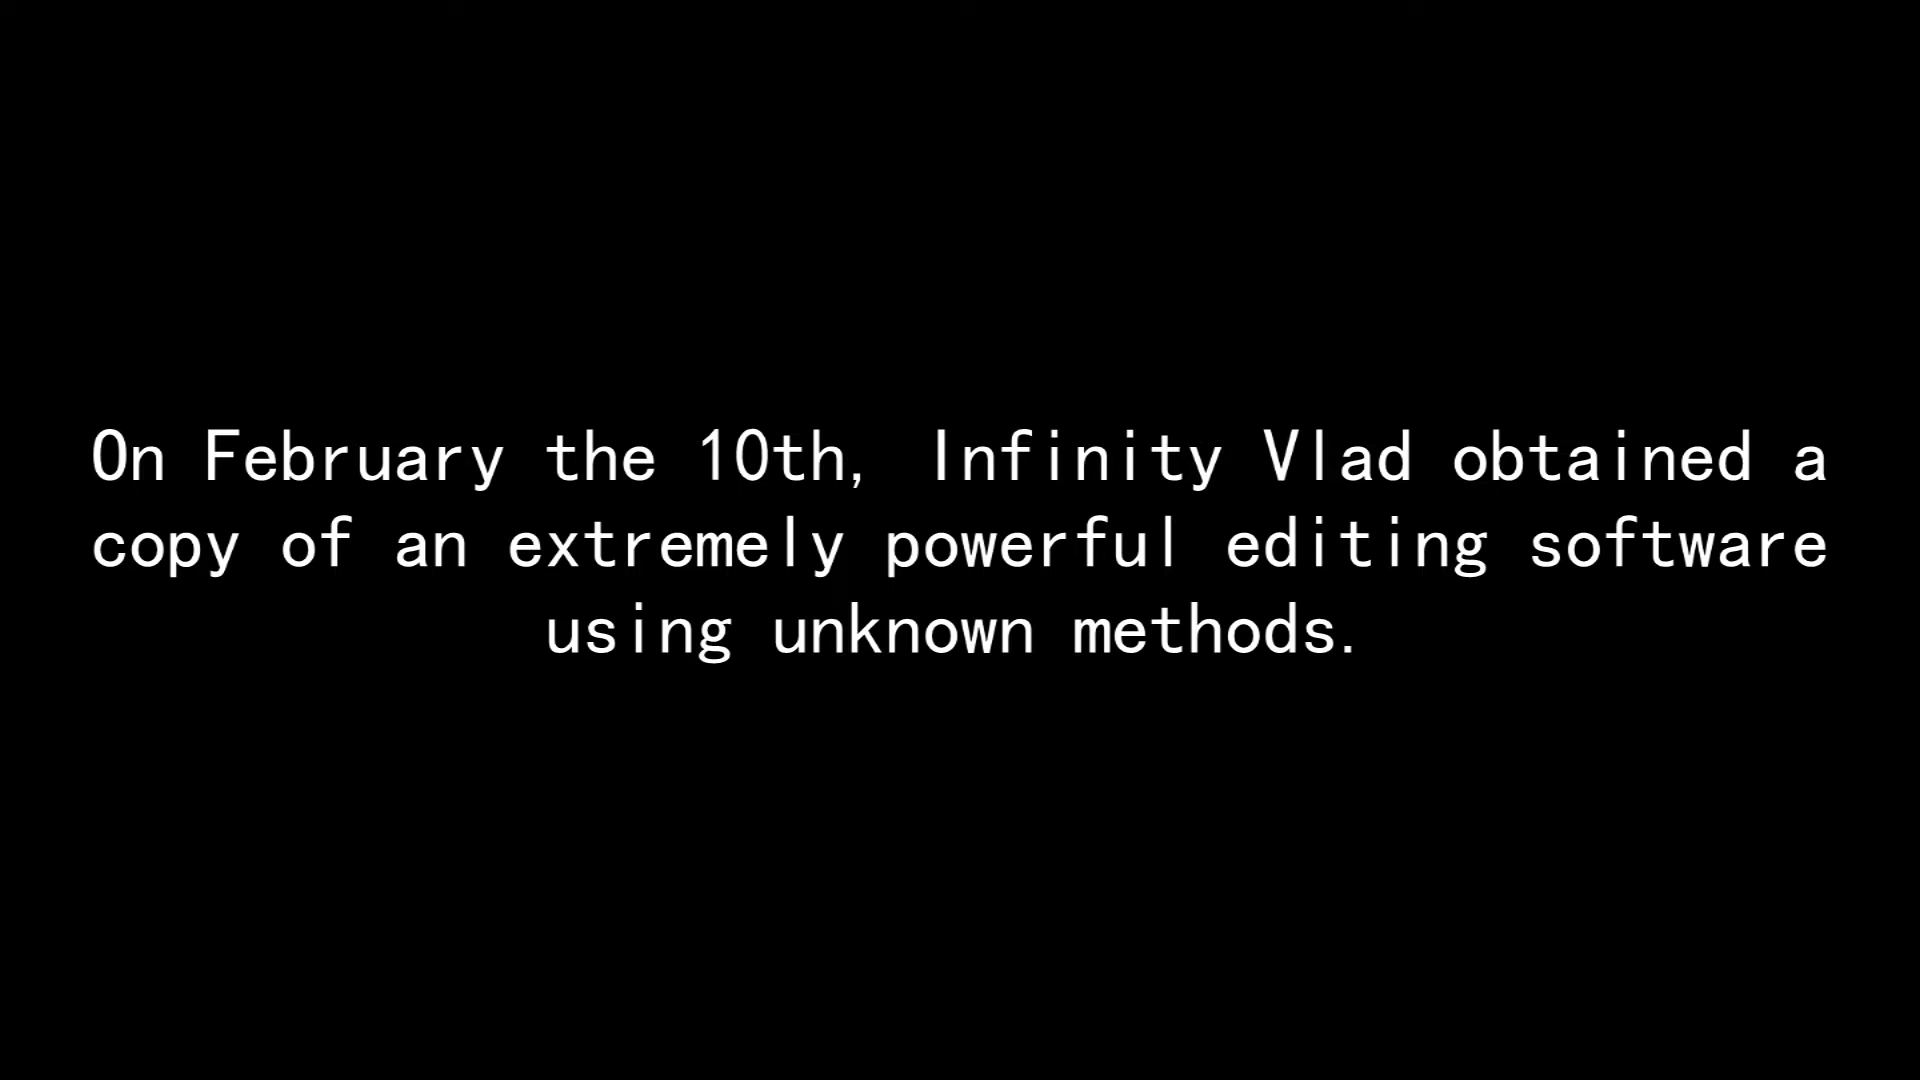 On February the 10th, Infinity Vlad obtained a
copy of an extremely powerful editing software
using unknown methods.